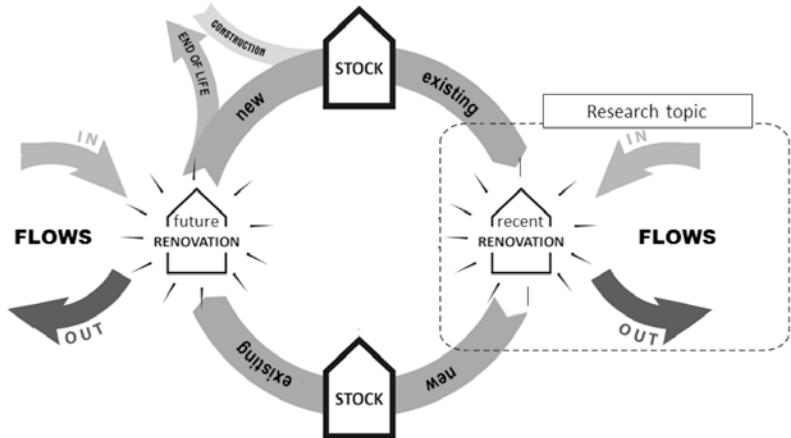 CONSTRUCTION
END OF LIFE
STOCK
new
existing
Research topic
IN
IN
future
RENOVATION
recent
RENOVATION
FLOWS
FLOWS
OUT
OUT
existing
new
STOCK